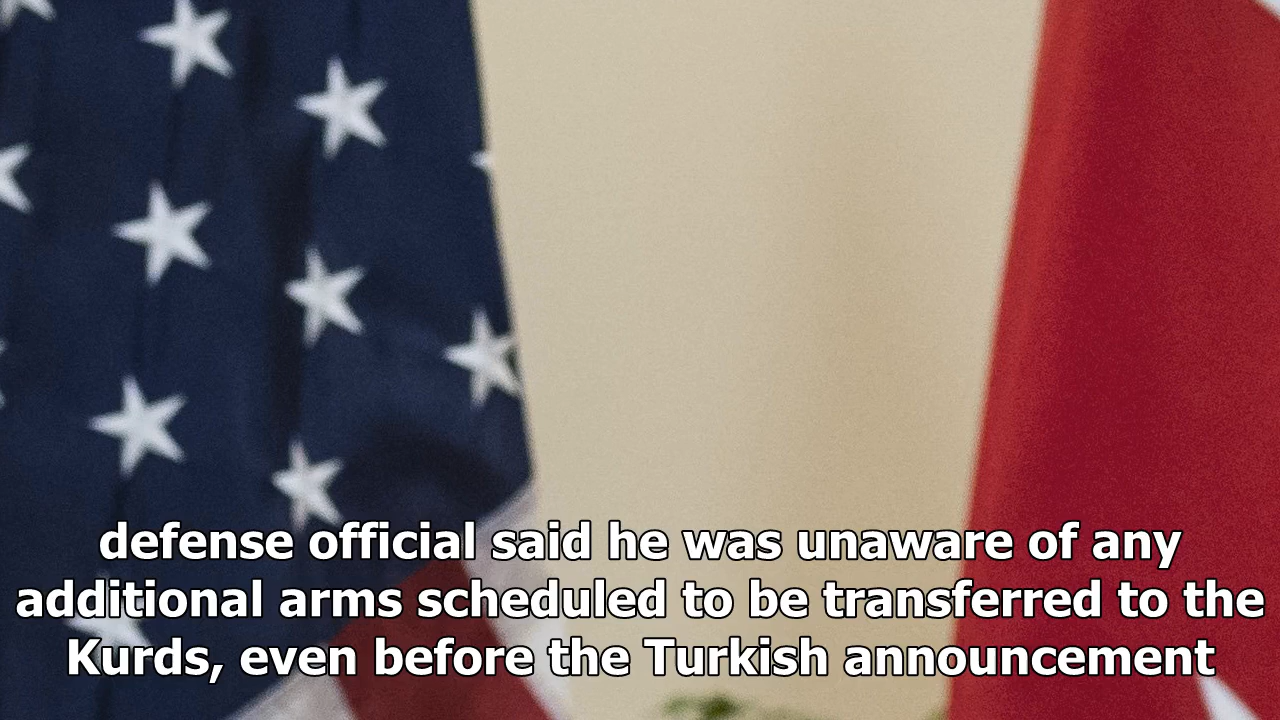 defense official said he was unaware of any
additional arms scheduled to be transferred to the
Kurds, even before the Turkish announcement